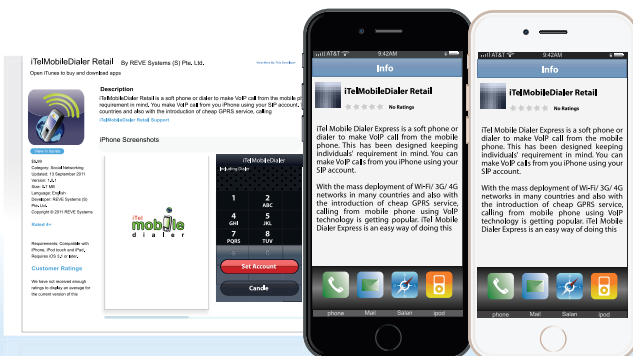 iTelMobileDialer Retail By REVE Systems (S) Pte. Ltd.
Open iTunes to buy and download apps
Description
iTelMobileDialer Retail is a soft phone or dialer to make VoIP call from the mobile
requirement in mind. You make VoIP call from you iPhone using your SIP account.
countries and also with the introduction of cheap GPRS service, calling
iTelMobileDialer Retail Support
iPhone Screenshots
View In iTunes
Category: Social Networking
Updated: 13 September 2011
Language: English
Developer: REVE Systems (S)
Pte. Ltd.
Copyright © 2011 REVE Systems
Rated 4+
Requirements: Compatible with
iPhone, iPod touch and iPad.
Requires iOS 3.1 or later.
Customer Ratings
We have not received enough
ratings to display an average for
the current version of this
iTel
mobile
dialer
iTelMobileDialer
Including Dialer
1 2
ABC
4 5
GHI JKL
7 8
PQRS TUV
Set Account
Cancle
AT&T 9:42AM
Info
iTelMobileDialer Retail
No Ratings
iTel Mobile Dialer Express is a soft phone or
dialer to make VoIP call from the mobile
phone. This has been designed keeping
individuals' requirement in mind. You can
make VoIP calls from you iPhone using your
SIP account.
With the mass deployment of Wi-Fi/ 3G/ 4G
networks in many countries and also with
the introduction of cheap GPRS service,
calling from mobile phone using VoIP
technology is getting popular. iTel Mobile
Dialer Express is an easy way of doing this
phone Mail Salan ipod
AT&T 9:42AM
Info
iTelMobileDialer Retail
No Ratings
iTel Mobile Dialer Express is a soft phone or
dialer to make VoIP call from the mobile
phone. This has been designed keeping
individuals' requirement in mind. You can
make VoIP calls from you iPhone using your
SIP account.
With the mass deployment of Wi-Fi/ 3G/ 4G
networks in many countries and also with
the introduction of cheap GPRS service,
calling from mobile phone using VoIP
technology is getting popular. iTel Mobile
Dialer Express is an easy way of doing this
phone Mail Salan ipod